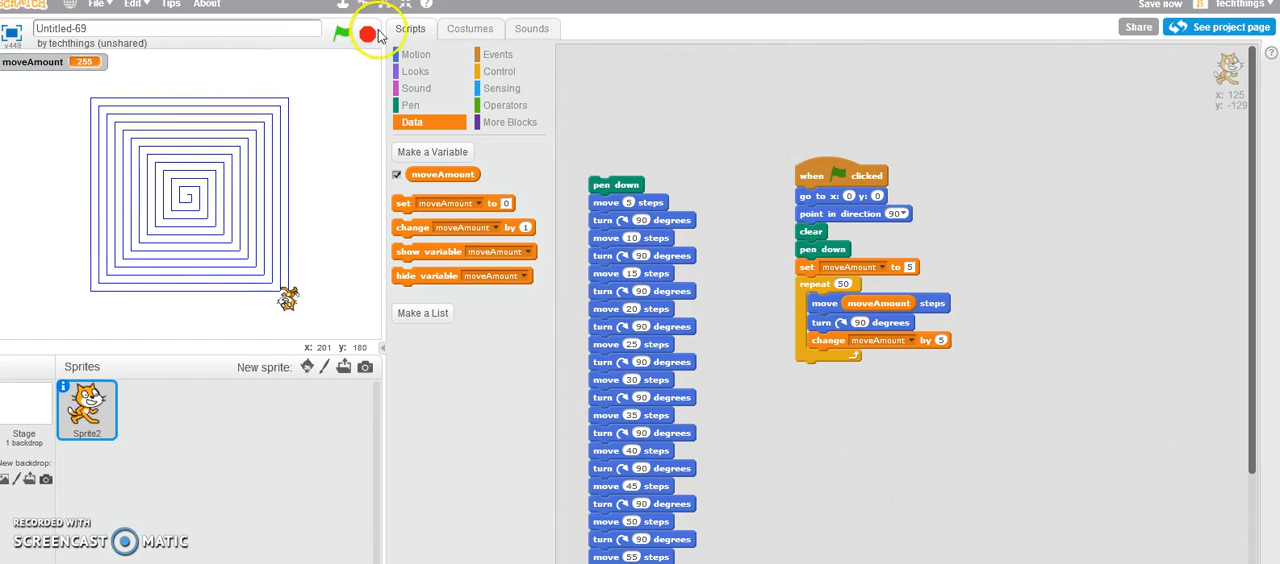 SCRATCH File Edit Tips About Save now techthings
Untitled-69
by techthings (unshared)
v449
Scripts Costumes Sounds
Share See project page
moveAmount 255
Motion Events
Looks Control
Sound Sensing
Pen Operators
Data More Blocks
Make a Variable
moveAmount
set moveAmount to 0
change moveAmount by 1
show variable moveAmount
hide variable moveAmount
Make a List
x: 201 y: 180
Sprites New sprite:
Sprite2
Stage
1 backdrop
New backdrop:
pen down
move 5 steps
turn 90 degrees
move 10 steps
turn 90 degrees
move 15 steps
turn 90 degrees
move 20 steps
turn 90 degrees
move 25 steps
turn 90 degrees
move 30 steps
turn 90 degrees
move 35 steps
turn 90 degrees
move 40 steps
turn 90 degrees
move 45 steps
turn 90 degrees
move 50 steps
turn 90 degrees
move 55 steps
when clicked
go to x: 0 y: 0
point in direction 90
clear
pen down
set moveAmount to 5
repeat 50
move moveAmount steps
turn 90 degrees
change moveAmount by 5
x: 125
y: -129
RECORDED WITH
SCREENCAST MATIC